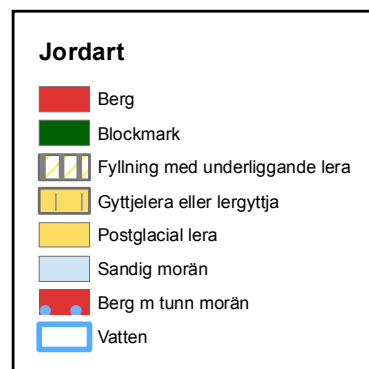 Jordart
Berg
Blockmark
Fyllning med underliggande lera
Gyttjelera eller lergyttja
Postglacial lera
Sandig morän
Berg m tunn morän
Vatten